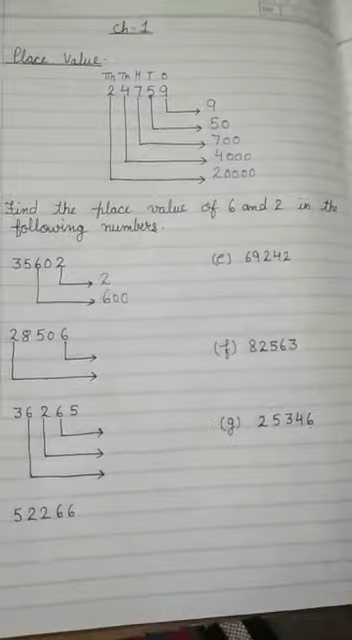 Ch-1
Place Value-
Th Th H T O
2 4 7 5 9
9
50
700
4000
20000
Find the place value of 6 and 2 in the
following numbers.
35602
2
600
(e) 69242
28506
(f) 82563
36265
(g) 25346
52266